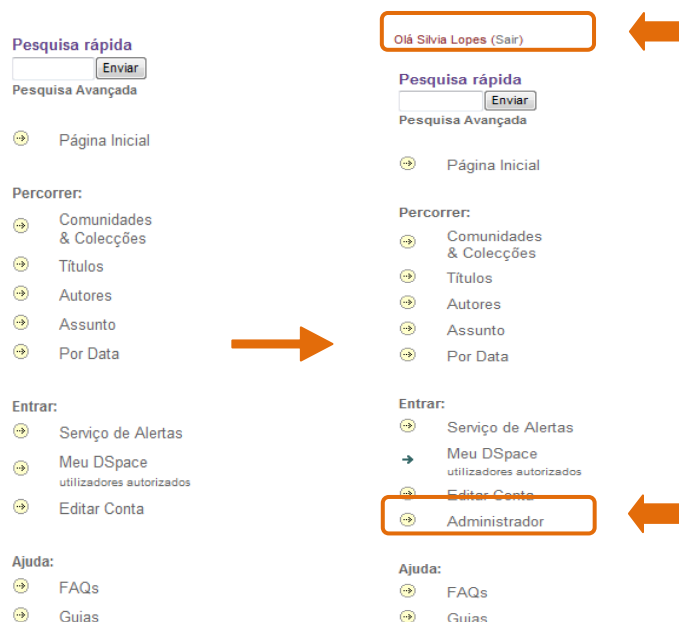 Pesquisa rápida
Enviar
Pesquisa Avançada
Página Inicial
Percorrer:
Comunidades
& Colecções
Títulos
Autores
Assunto
Por Data
Entrar:
Serviço de Alertas
Meu DSpace
utilizadores autorizados
Editar Conta
Ajuda:
FAQs
Guias
Olá Silvia Lopes (Sair)
Pesquisa rápida
Enviar
Pesquisa Avançada
Página Inicial
Percorrer:
Comunidades
& Colecções
Títulos
Autores
Assunto
Por Data
Entrar:
Serviço de Alertas
Meu DSpace
utilizadores autorizados
Editar Conta
Administrador
Ajuda:
FAQs
Guias